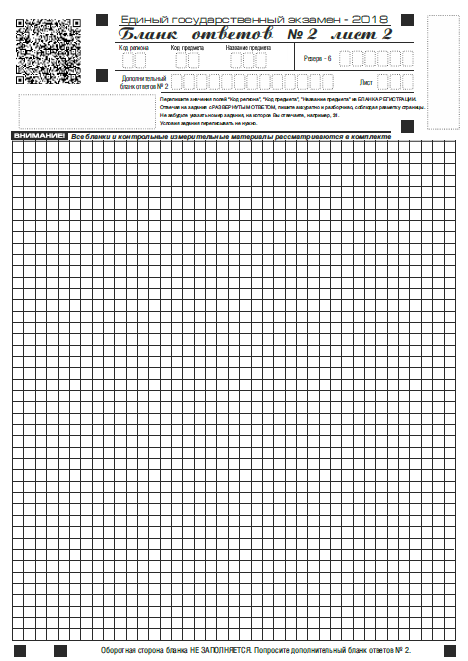 Единый государственный экзамен - 2018
Бланк ответов № 2 лист 2
Код региона Код предмета Название предмета
Резерв - 6
Дополнительный
бланк ответов № 2
Лист
Перепишите значения полей "Код региона", "Код предмета", "Название предмета" из БЛАНКА РЕГИСТРАЦИИ.
Отвечая на задания с РАЗВЕРНУТЫМ ОТВЕТОМ, пишите аккуратно и разборчиво, соблюдая разметку страницы.
Не забудьте указать номер задания, на которое Вы отвечаете, например, 31.
Условия задания переписывать не нужно.
ВНИМАНИЕ! Все бланки и контрольные измерительные материалы рассматриваются в комплекте
Оборотная сторона бланка НЕ ЗАПОЛНЯЕТСЯ. Попросите дополнительный бланк ответов № 2.